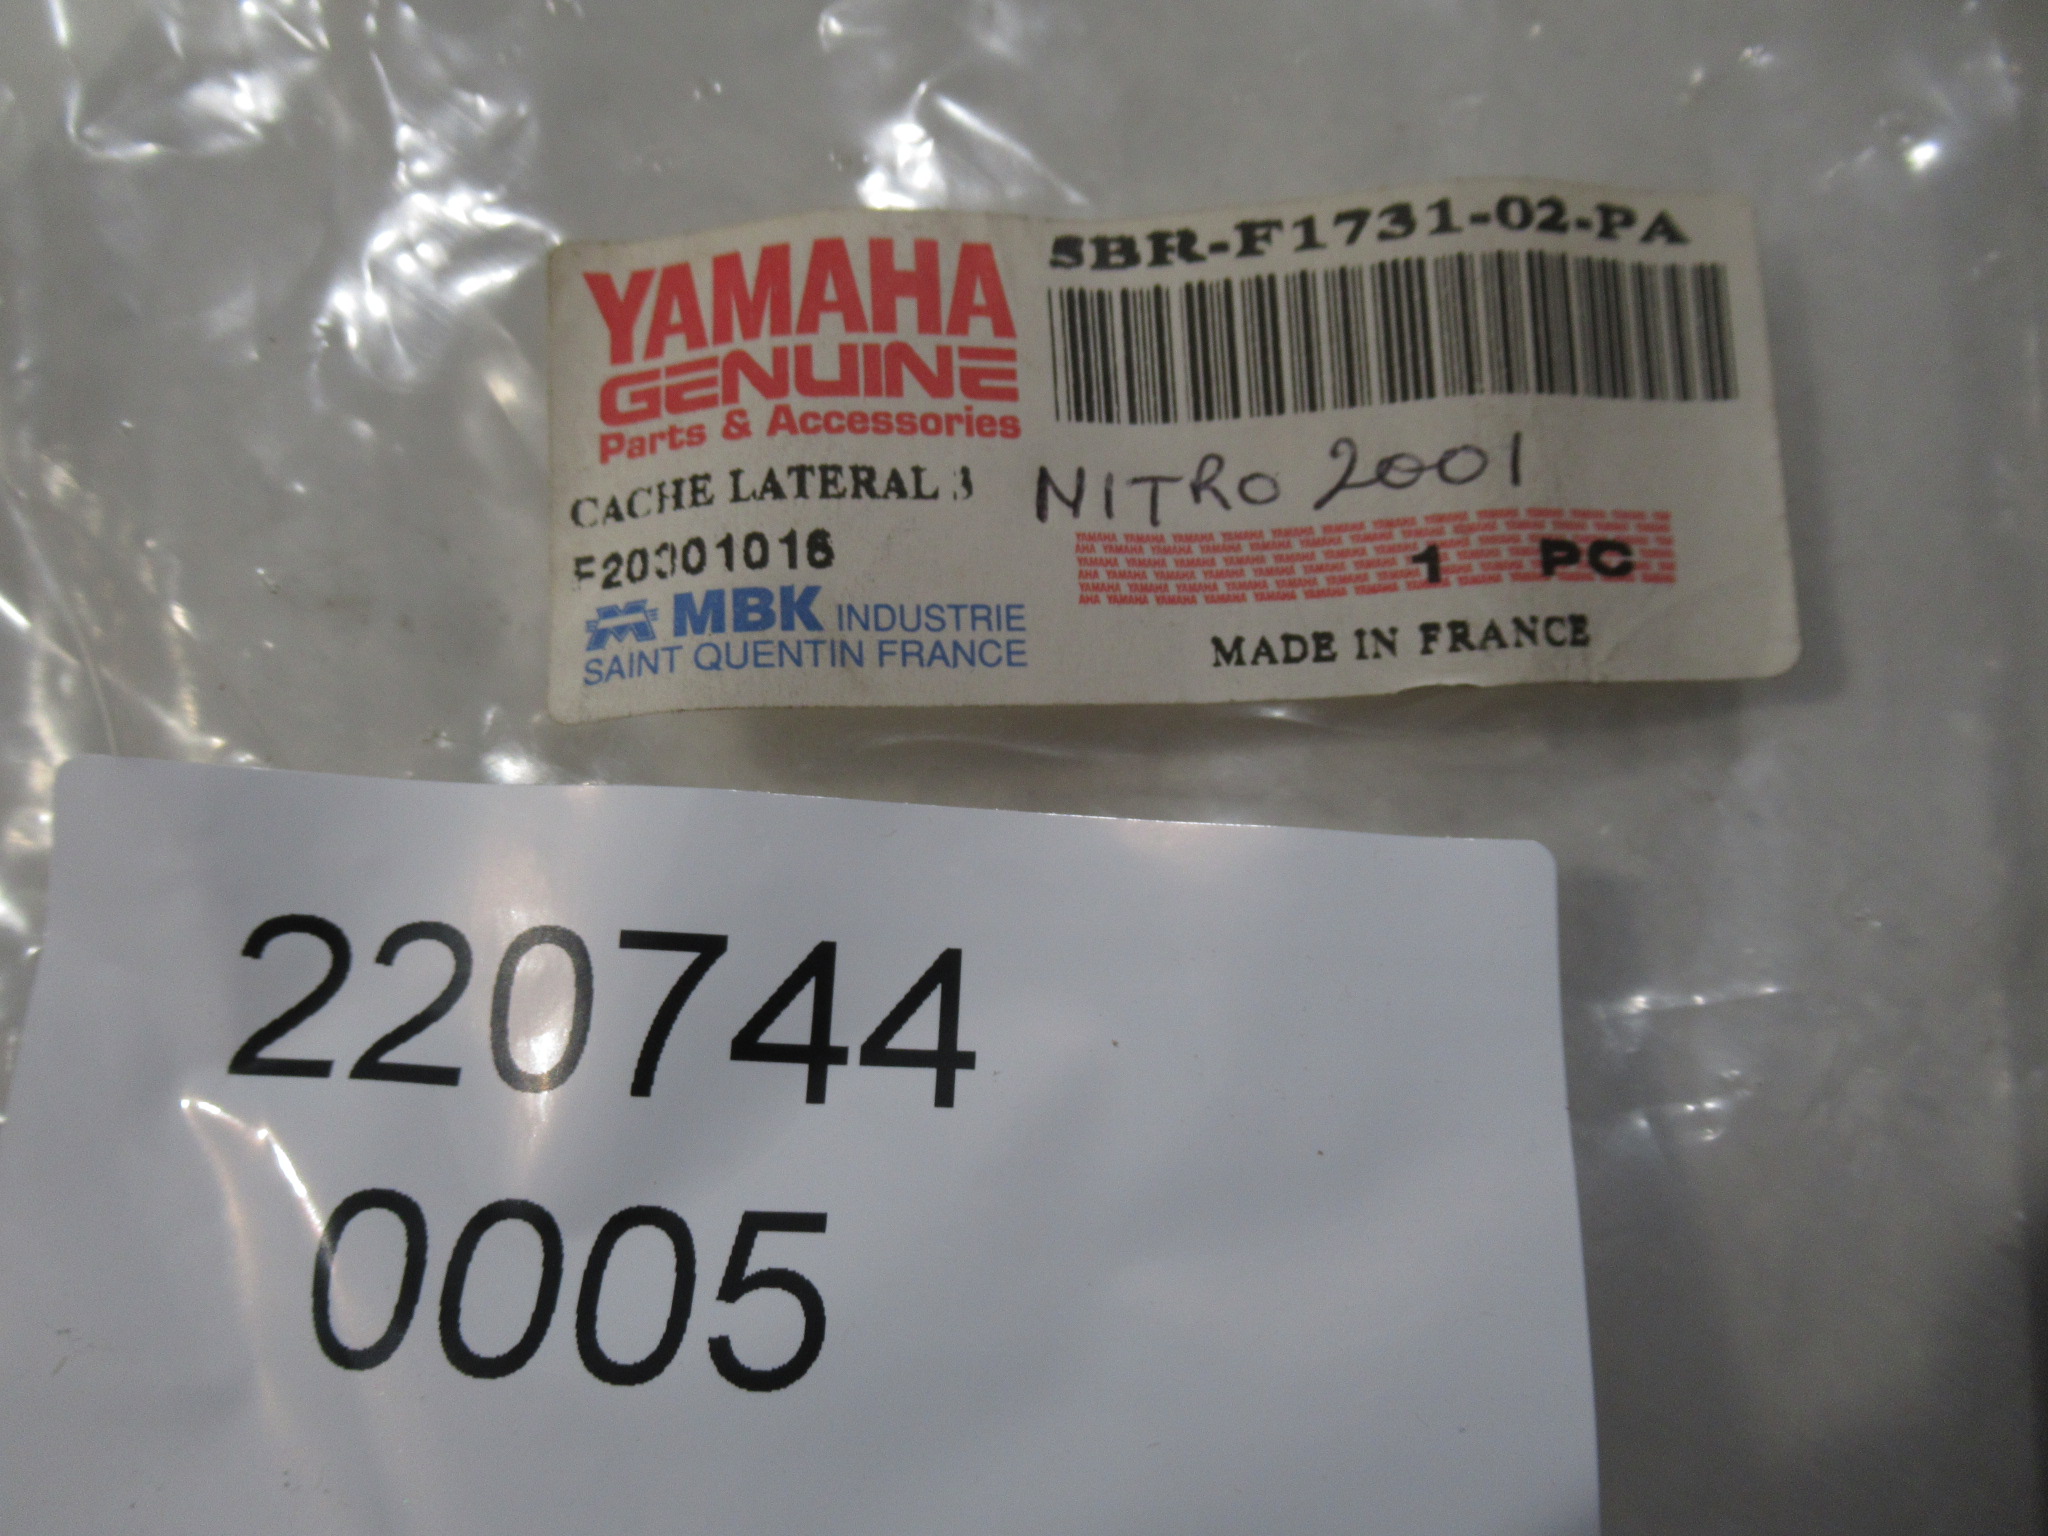 YAMAHA
GENUINE
Parts & Accessories
5BR-F1731-02-PA
CACHE LATERAL 3
NITRO 2001
F20301016
1 PC
MBK INDUSTRIE
SAINT QUENTIN FRANCE
MADE IN FRANCE
220744
0005